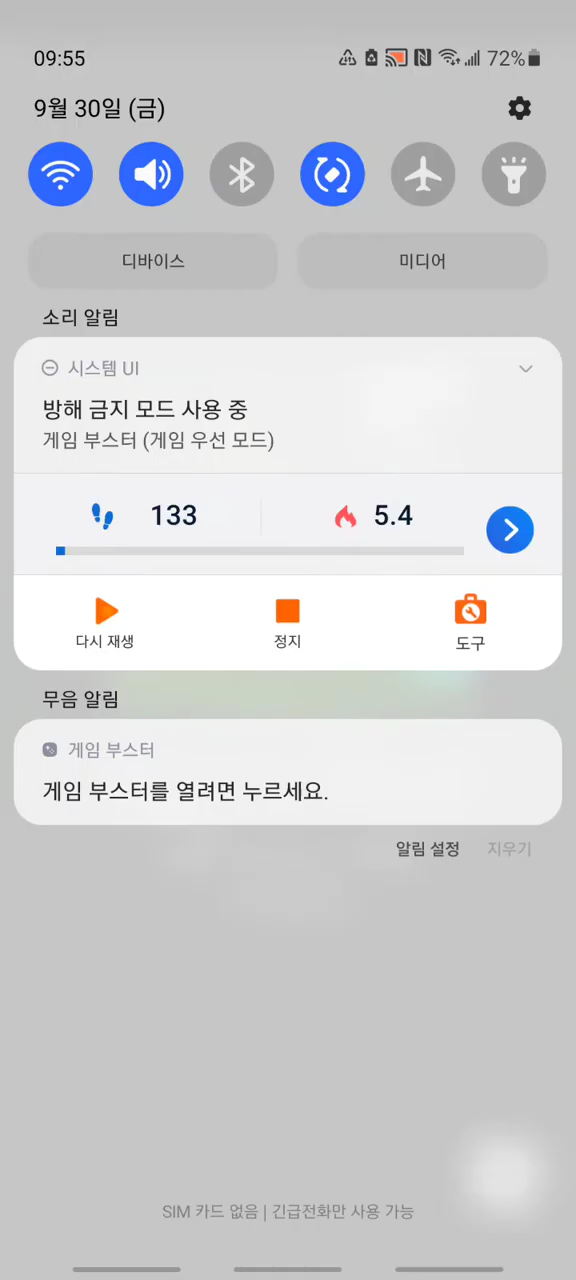 09:55
72%
9월 30일 (금)
디바이스
미디어
소리 알림
시스템 UI
방해 금지 모드 사용 중
게임 부스터 (게임 우선 모드)
133
5.4
다시 재생
정지
도구
무음 알림
게임 부스터
게임 부스터를 열려면 누르세요.
알림 설정
지우기
SIM 카드 없음 | 긴급전화만 사용 가능